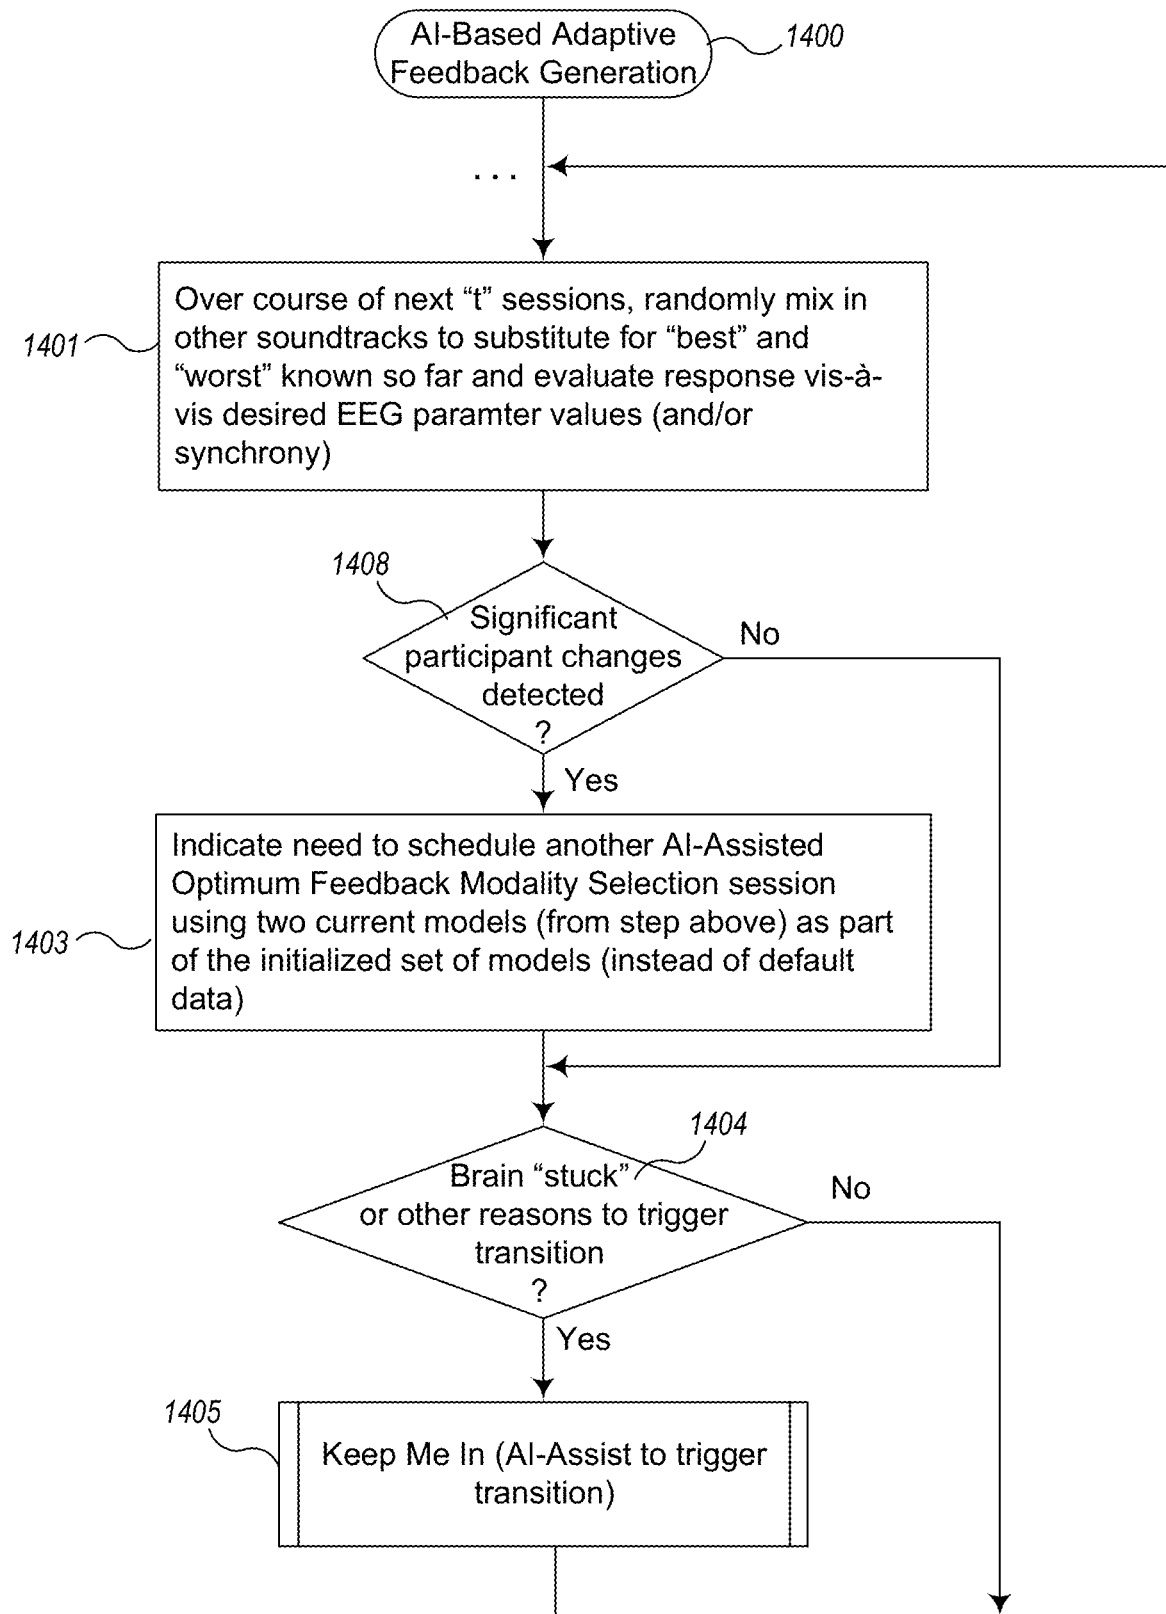 AI-Based Adaptive
Feedback Generation
1400
. . .
Over course of next “t” sessions, randomly mix in
other soundtracks to substitute for “best” and
“worst” known so far and evaluate response vis-à-
vis desired EEG paramter values (and/or
synchrony)
1401
1408
Significant
participant changes
detected
?
No
Yes
Indicate need to schedule another AI-Assisted
Optimum Feedback Modality Selection session
using two current models (from step above) as part
of the initialized set of models (instead of default
data)
1403
1404
Brain “stuck”
or other reasons to trigger
transition
?
No
Yes
1405
Keep Me In (AI-Assist to trigger
transition)